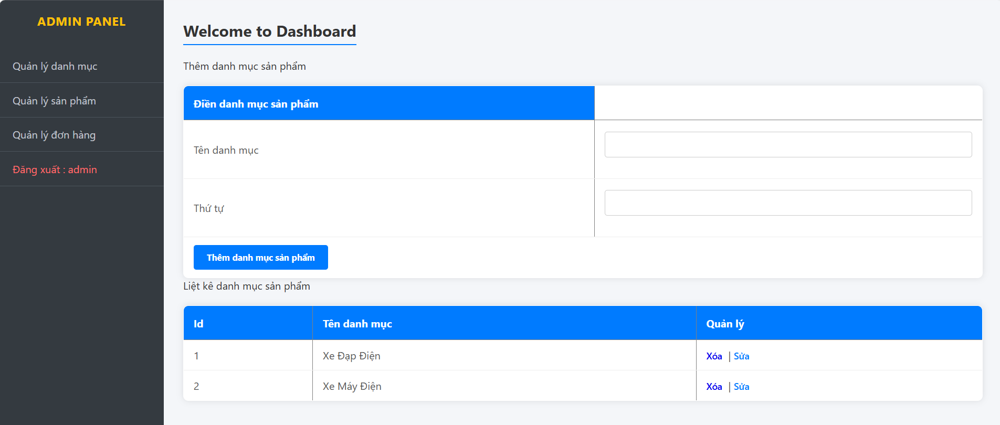 ADMIN PANEL
Quản lý danh mục
Quản lý sản phẩm
Quản lý đơn hàng
Đăng xuất : admin
Welcome to Dashboard
Thêm danh mục sản phẩm
Điền danh mục sản phẩm
Tên danh mục
Thứ tự
Thêm danh mục sản phẩm
Liệt kê danh mục sản phẩm
Id Tên danh mục Quản lý
1 Xe Đạp Điện Xóa | Sửa
2 Xe Máy Điện Xóa | Sửa